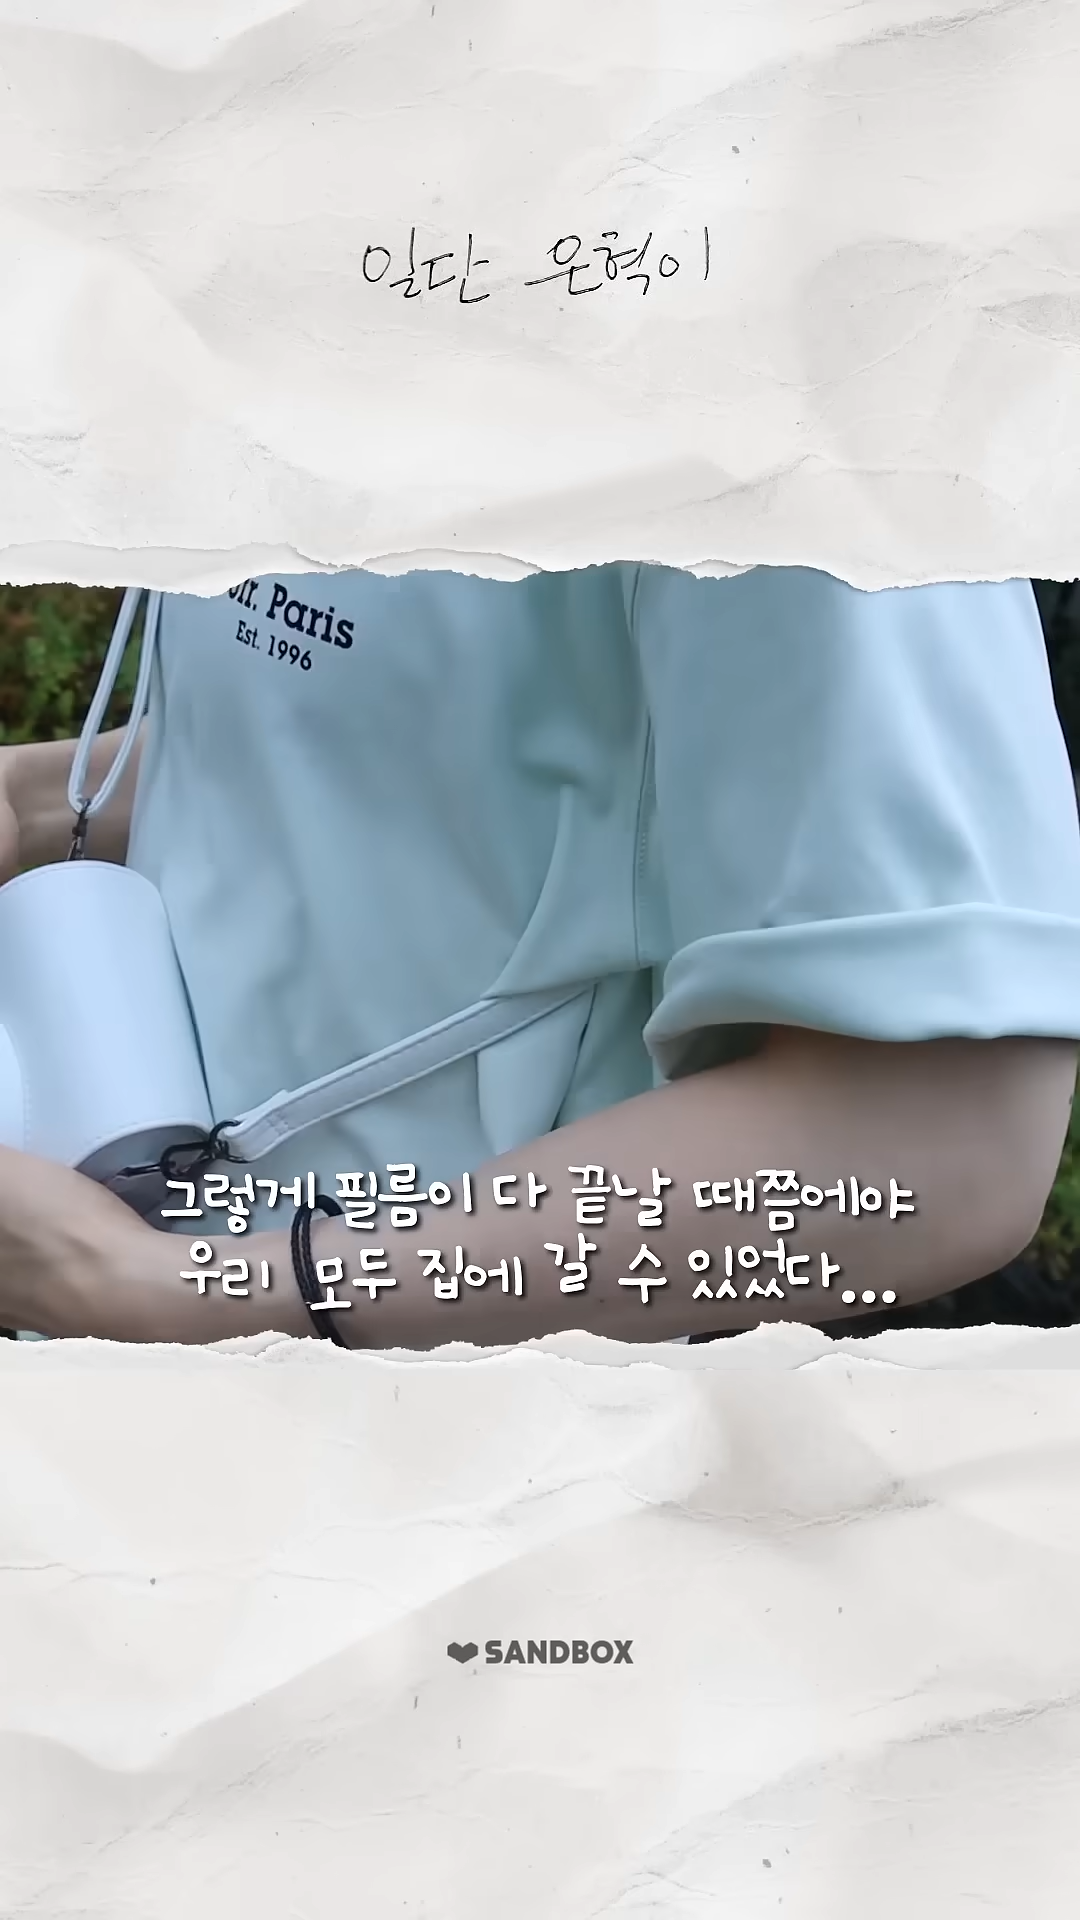 일단 은혁이
Paris
Est. 1996
그렇게 필름이 다 끝날 때쯤에야
우리 모두 집에 갈 수 있었다...
SANDBOX